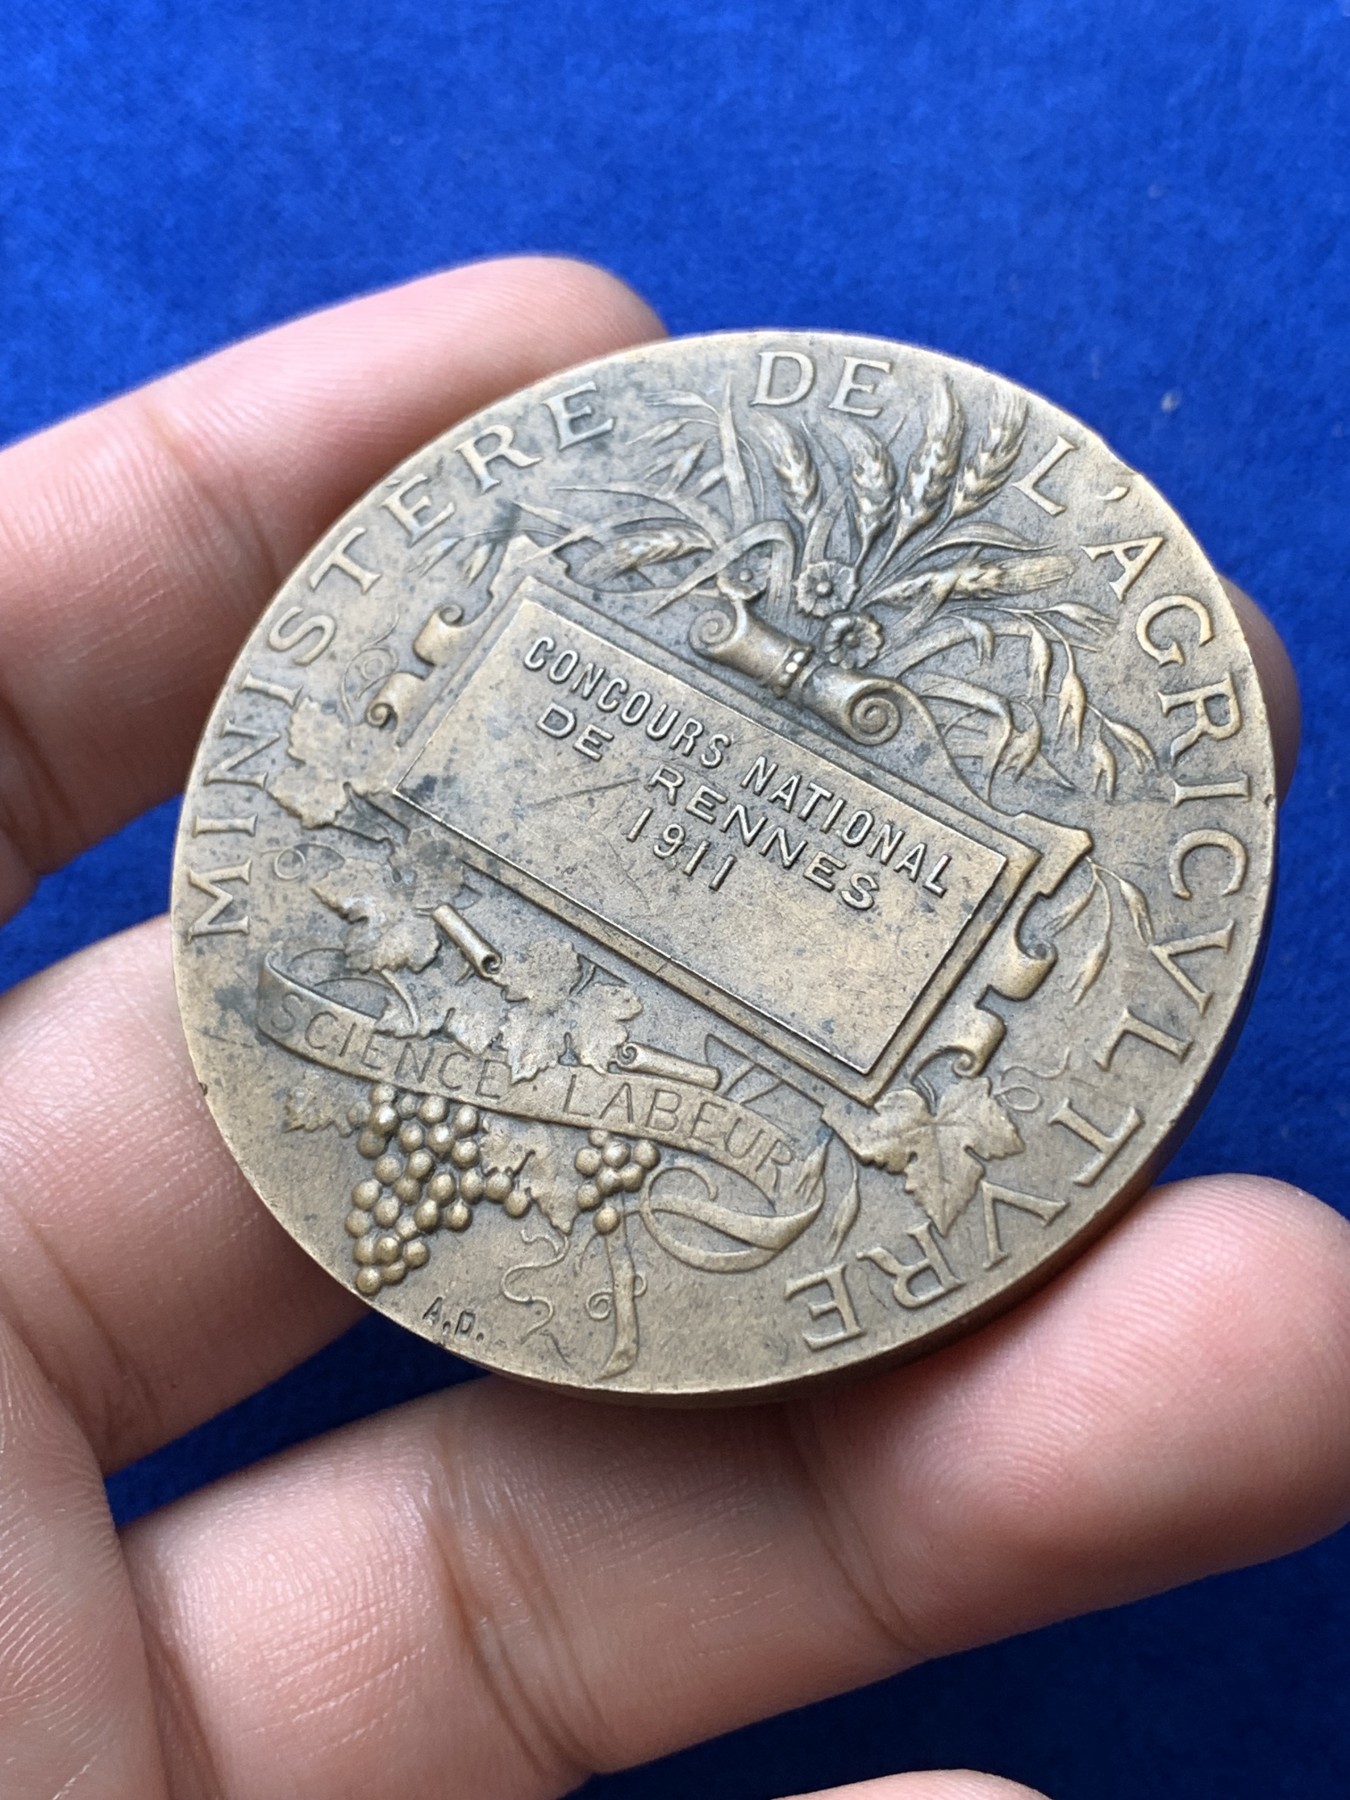 MINISTÈRE DE L'AGRICVLTVRE
CONCOURS NATIONAL
DE RENNES
1911
SCIENCE LABEUR
A.D.